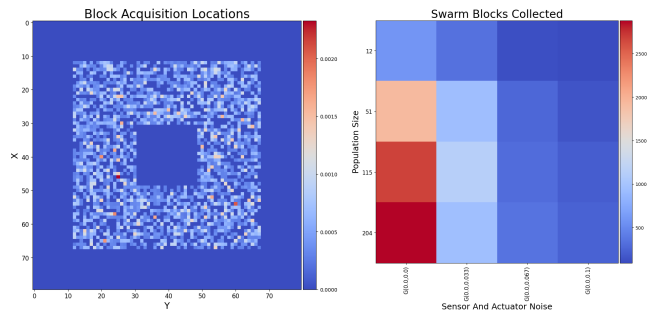 Block Acquisition Locations
0
10
20
30
40
50
60
70
X
0 10 20 30 40 50 60 70
Y
0.0020
0.0015
0.0010
0.0005
0.0000
Swarm Blocks Collected
12
51
115
204
Population Size
G(0.0,0.0)
G(0.0,0.033)
G(0.0,0.067)
G(0.0,0.1)
Sensor And Actuator Noise
2500
2000
1500
1000
500